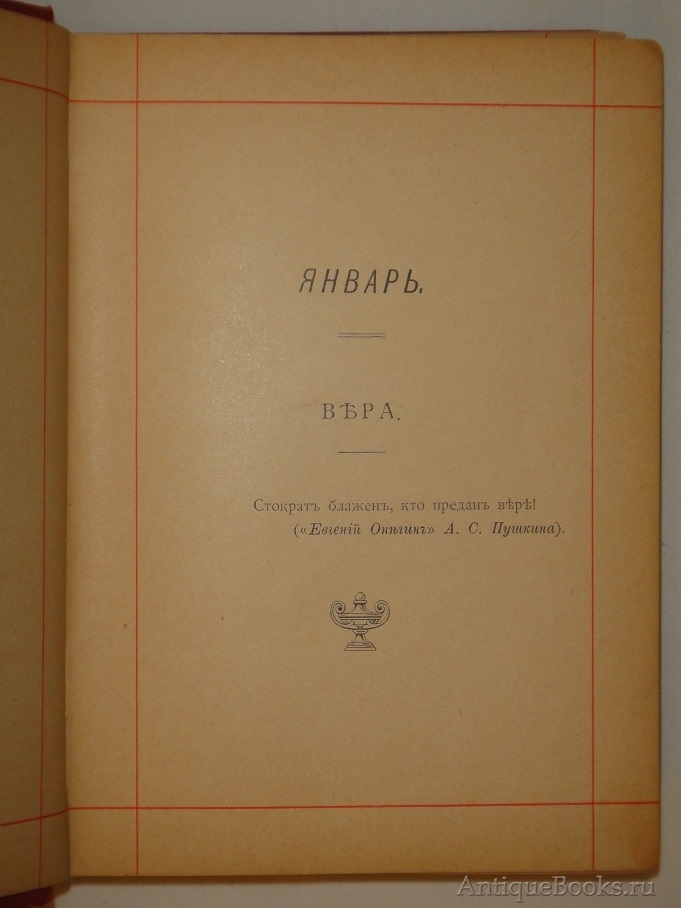 ЯНВАРЬ.
ВѢРА.
Стократъ блаженъ, кто преданъ вѣрѣ!
(«Евгеній Онѣгинъ» А. С. Пушкина).
AntiqueBooks.ru